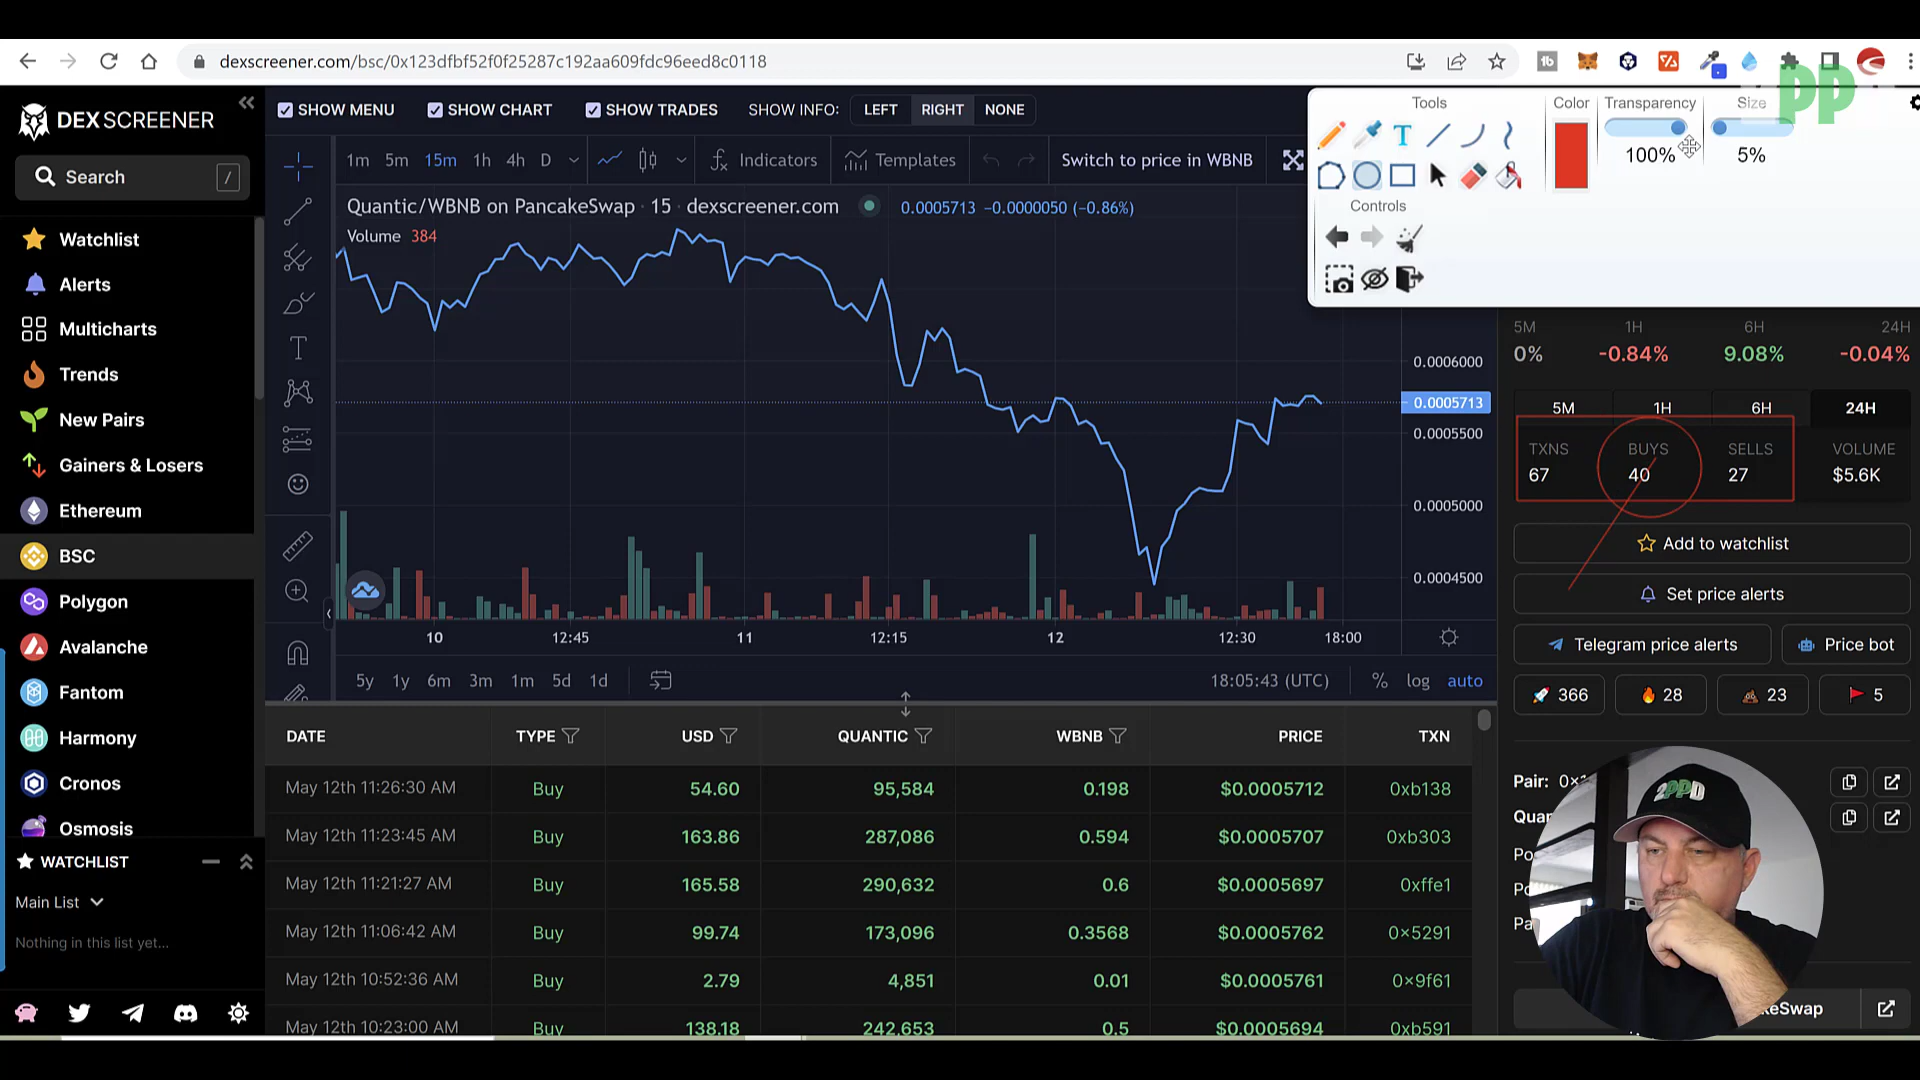 dexscreener.com/bsc/0x123dfbf52f0f25287c192aa609fdc96eed8c0118
pp
DEX SCREENER
Search /
Watchlist
Alerts
Multicharts
Trends
New Pairs
Gainers & Losers
Ethereum
BSC
Polygon
Avalanche
Fantom
Harmony
Cronos
Osmosis
WATCHLIST
Main List
Nothing in this list yet...
SHOW MENU SHOW CHART SHOW TRADES SHOW INFO: LEFT RIGHT NONE
1m 5m 15m 1h 4h D Indicators Templates Switch to price in WBNB
Quantic/WBNB on PancakeSwap · 15 · dexscreener.com 0.0005713 −0.0000050 (−0.86%)
Volume 384
0.0006000
0.0005713
0.0005500
0.0005000
0.0004500
10 12:45 11 12:15 12 12:30 18:00
5y 1y 6m 3m 1m 5d 1d 18:05:43 (UTC) % log auto
DATE TYPE USD QUANTIC WBNB PRICE TXN
May 12th 11:26:30 AM Buy 54.60 95,584 0.198 $0.0005712 0xb138
May 12th 11:23:45 AM Buy 163.86 287,086 0.594 $0.0005707 0xb303
May 12th 11:21:27 AM Buy 165.58 290,632 0.6 $0.0005697 0xffe1
May 12th 11:06:42 AM Buy 99.74 173,096 0.3568 $0.0005762 0x5291
May 12th 10:52:36 AM Buy 2.79 4,851 0.01 $0.0005761 0x9f61
May 12th 10:23:00 AM Buy 138.18 242,653 0.5 $0.0005694 0xb591
Tools Color Transparency Size
T
100% 5%
Controls
5M 1H 6H 24H
0% -0.84% 9.08% -0.04%
5M 1H 6H 24H
TXNS BUYS SELLS VOLUME
67 40 27 $5.6K
Add to watchlist
Set price alerts
Telegram price alerts Price bot
366 28 23 5
Pair:
2PPD